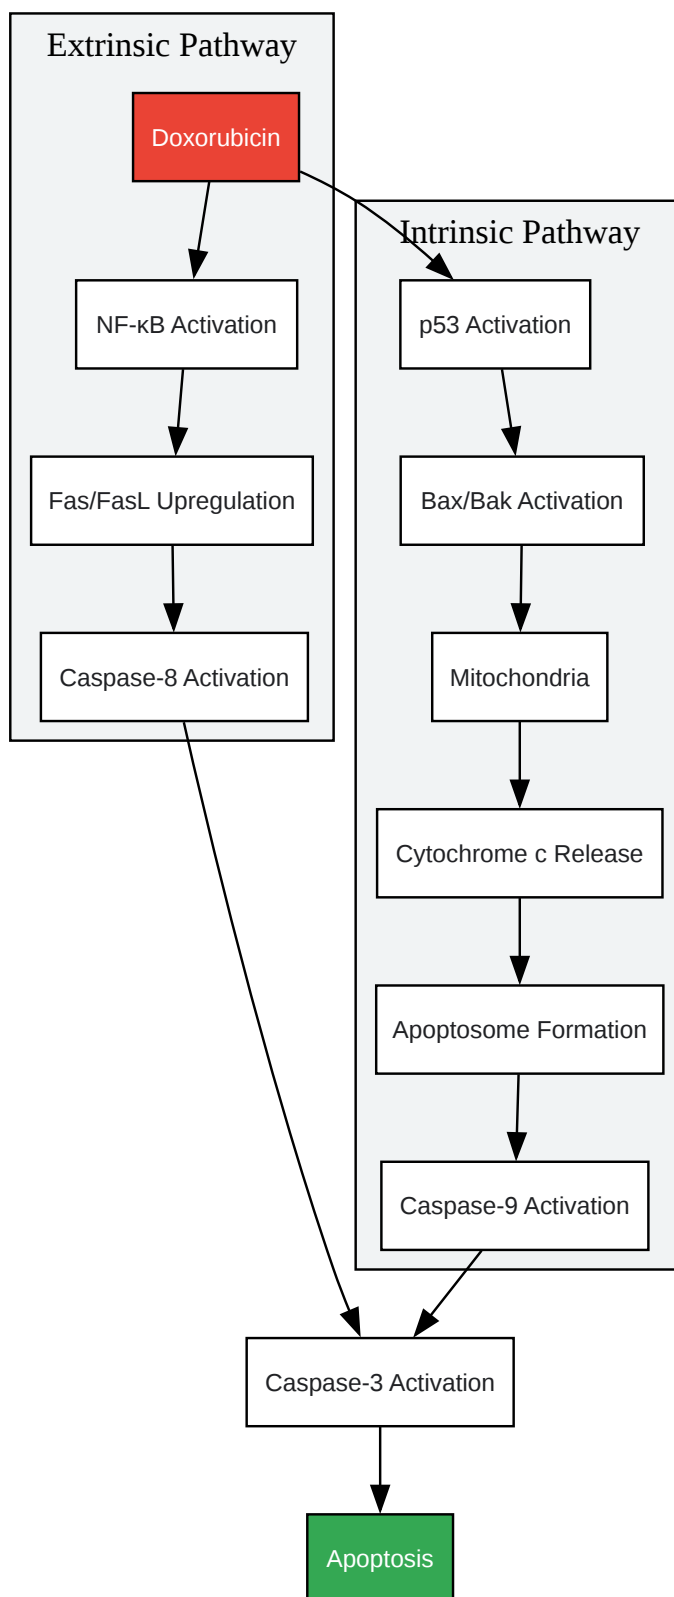 Extrinsic Pathway
Doxorubicin
Intrinsic Pathway
NF-κB Activation
p53 Activation
Fas/FasL Upregulation
Bax/Bak Activation
Caspase-8 Activation
Mitochondria
Cytochrome c Release
Apoptosome Formation
Caspase-9 Activation
Caspase-3 Activation
Apoptosis